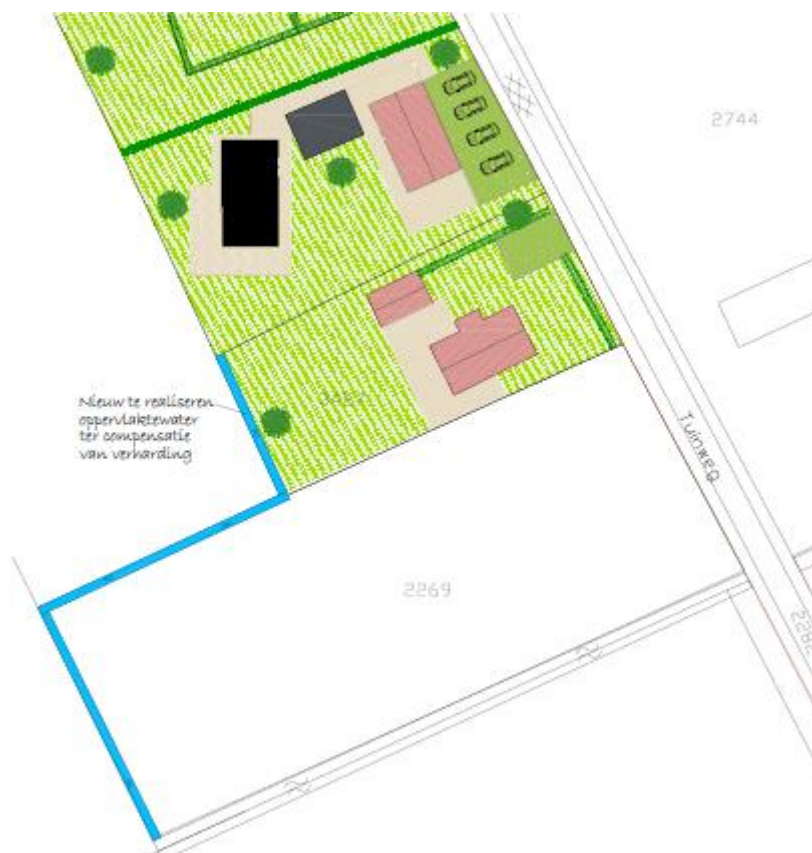 2744
Nieuw te realiseren
oppervlaktewater
ter compensatie
van verharding
Tuinweg
2269